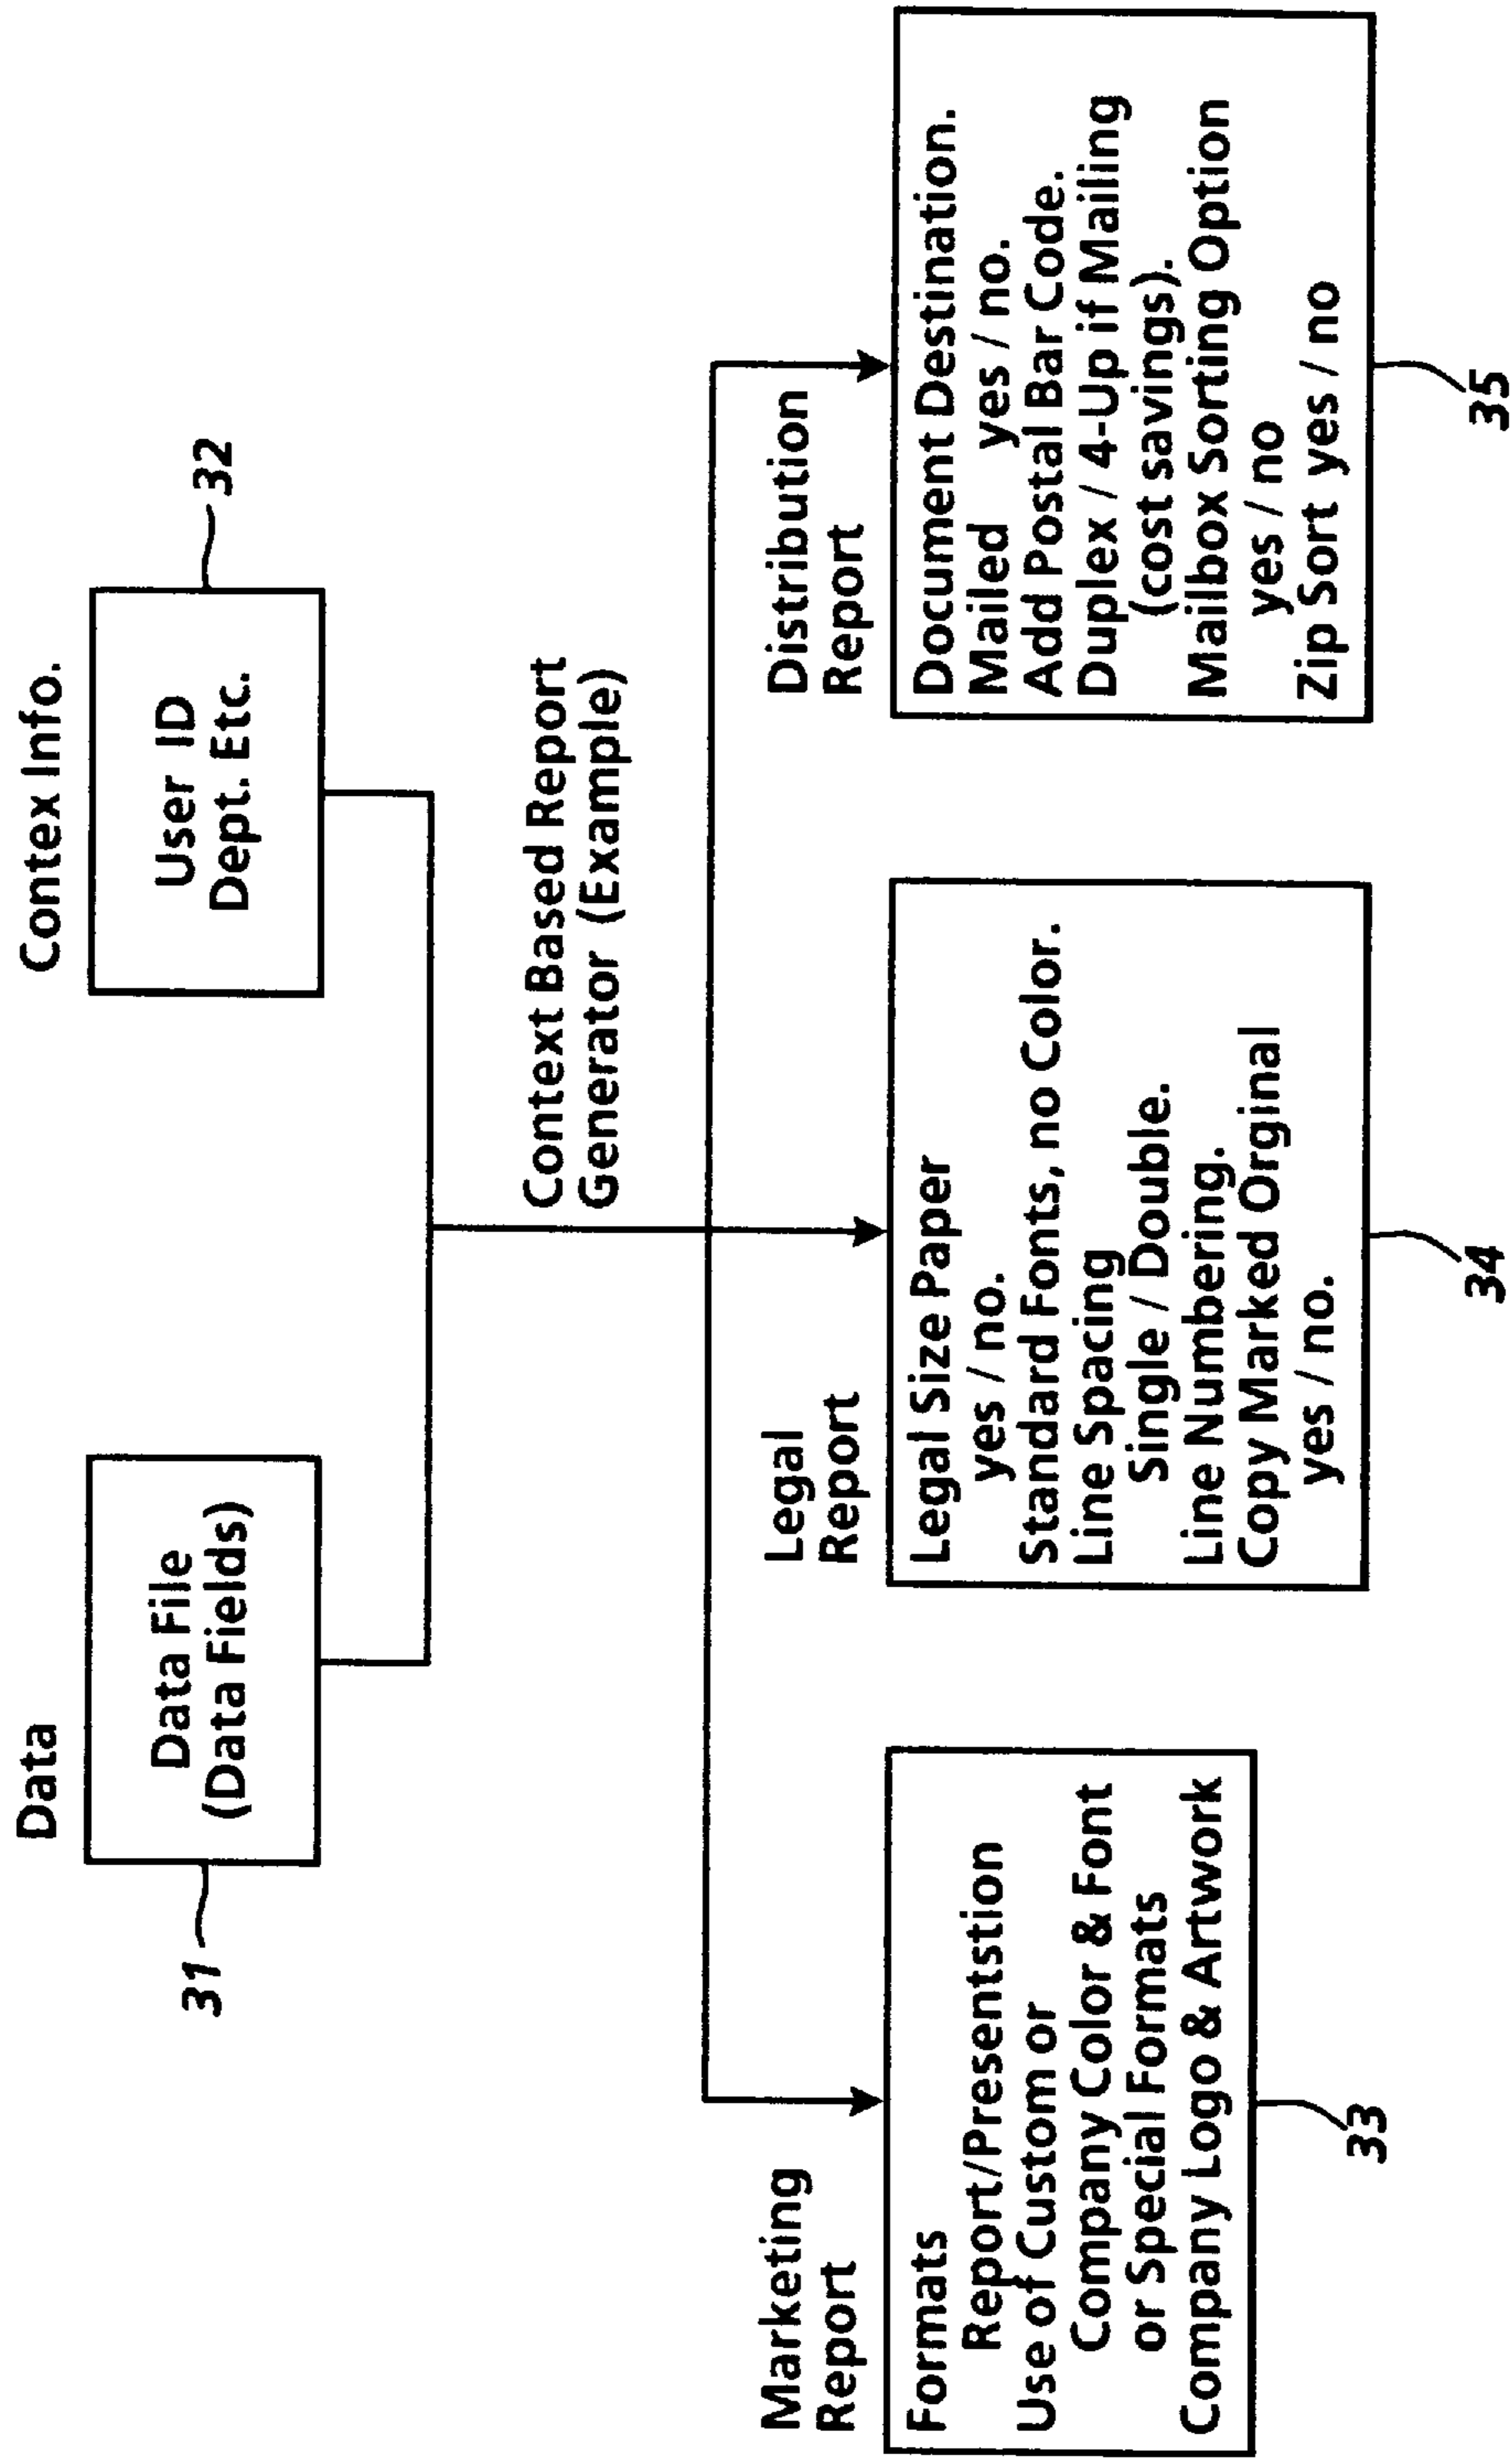 Data
Data File
(Data Fields)
31
Contex Info.
User ID
Dept. Etc.
32
Context Based Report
Generator (Example)
Marketing
Report
Formats
Report/Presentstion
Use of Custom or
Company Color & Font
or Special Formats
Company Logo & Artwork
33
Legal
Report
Legal Size Paper
yes / no.
Standard Fonts, no Color.
Line Spacing
Single / Double.
Line Numbering.
Copy Marked Orginal
yes / no.
34
Distribution
Report
Document Destination.
Mailed yes / no.
Add Postal Bar Code.
Duplex / 4-Up if Mailing
(cost savings).
Mailbox Sorting Option
yes / no
Zip Sort yes / no
35